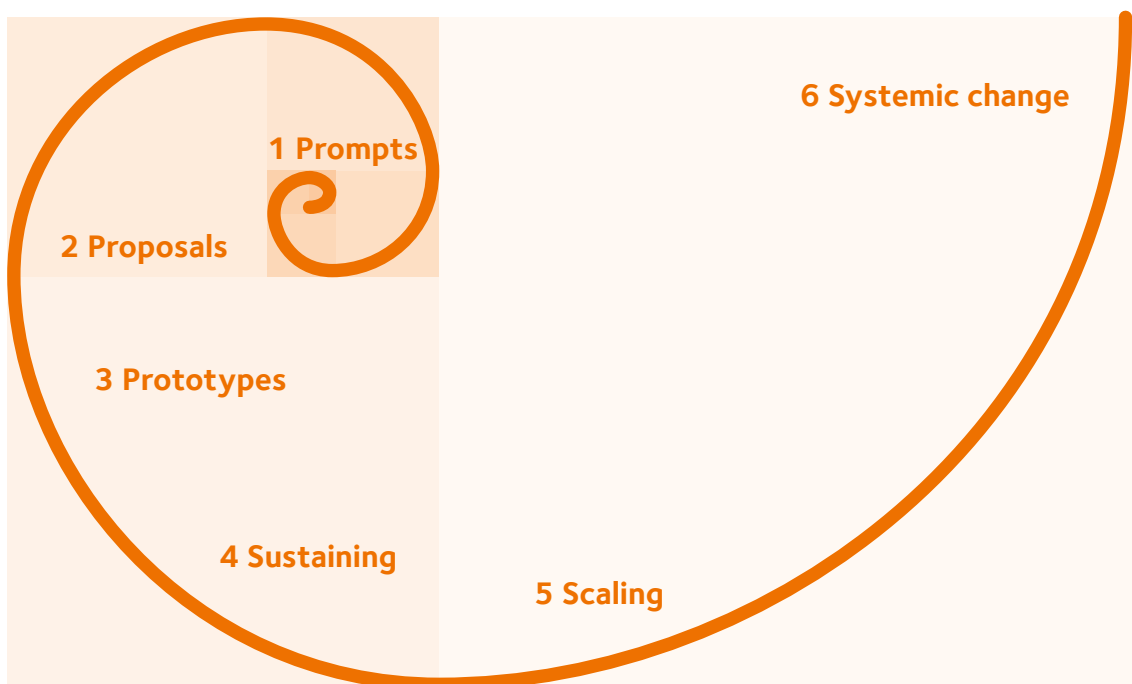 1 Prompts
2 Proposals
3 Prototypes
4 Sustaining
5 Scaling
6 Systemic change